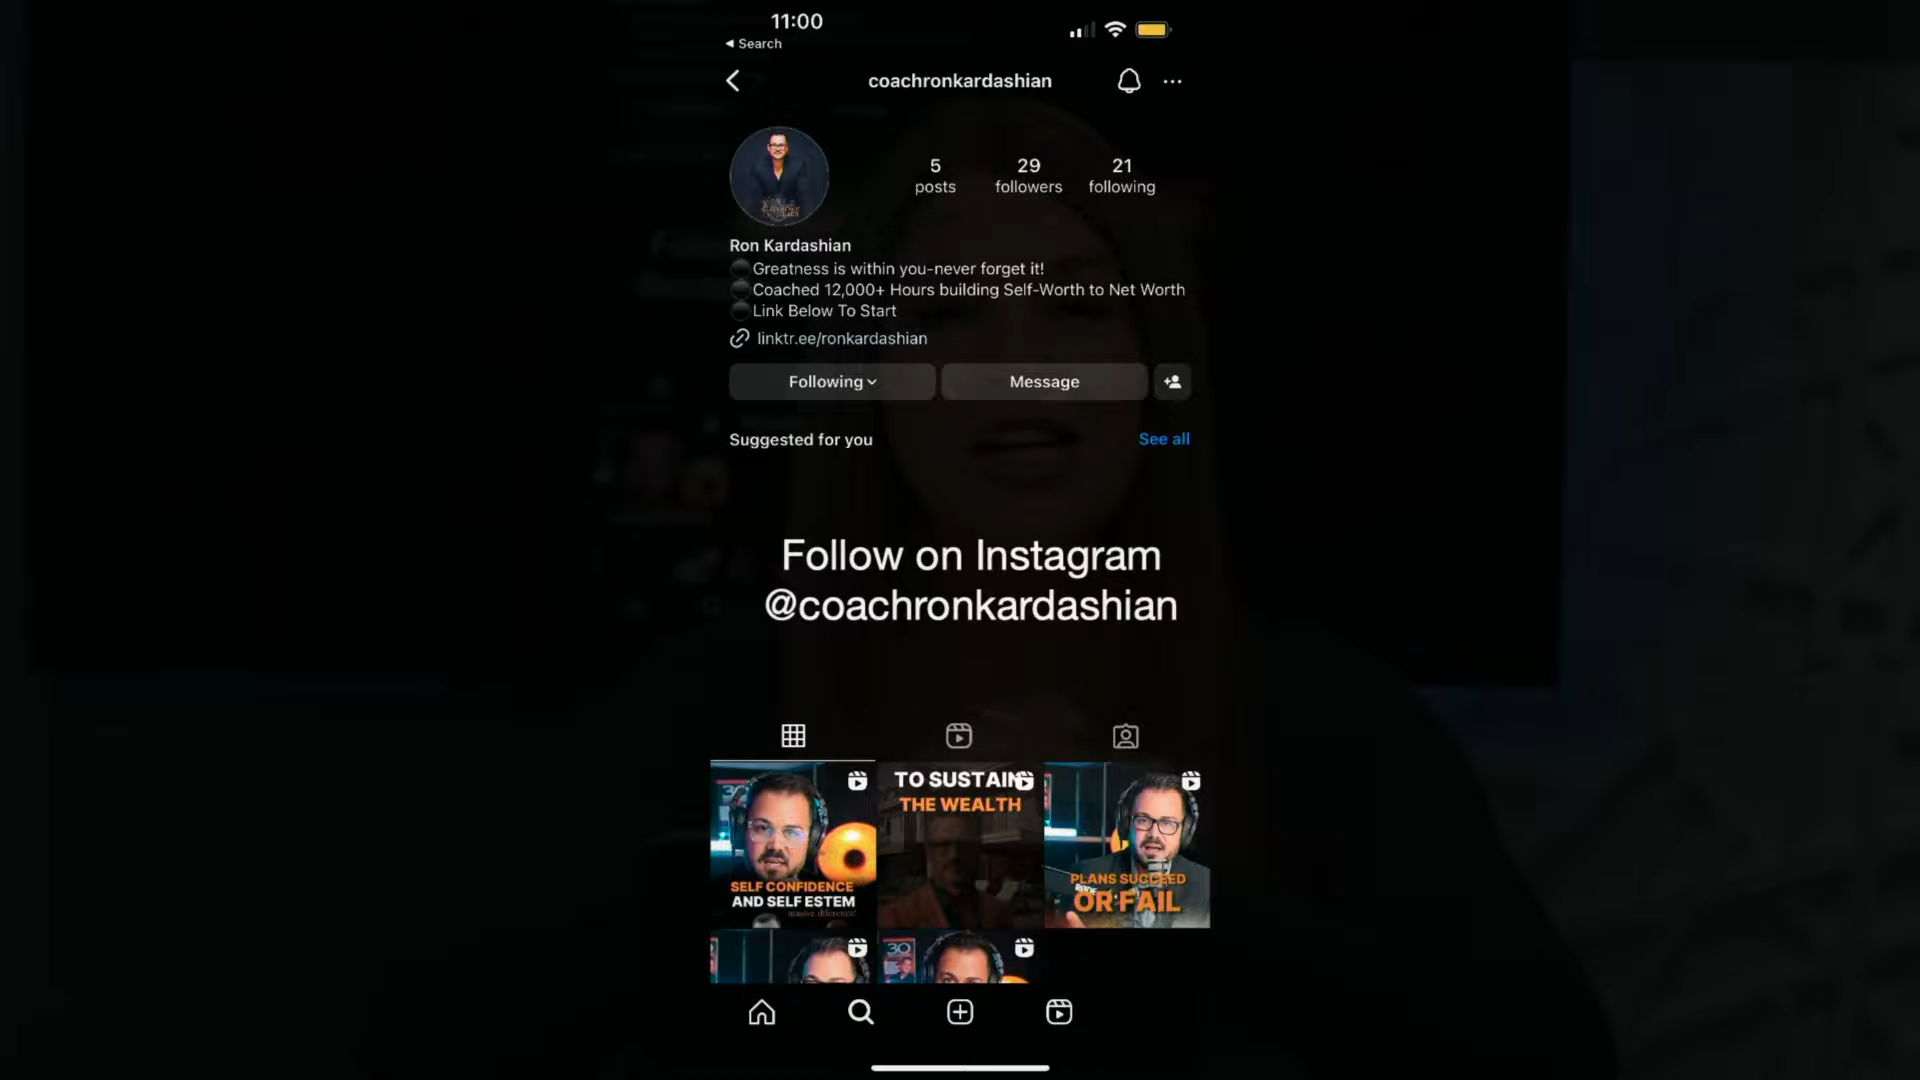 11:00
◀ Search
coachronkardashian
5 29 21
posts followers following
Ron Kardashian
Greatness is within you-never forget it!
Coached 12,000+ Hours building Self-Worth to Net Worth
Link Below To Start
linktr.ee/ronkardashian
Following Message
Suggested for you See all
Follow on Instagram
@coachronkardashian
SELF CONFIDENCE
AND SELF ESTEM
massive diference!
TO SUSTAIN
THE WEALTH
PLANS SUCCEED
OR FAIL
30